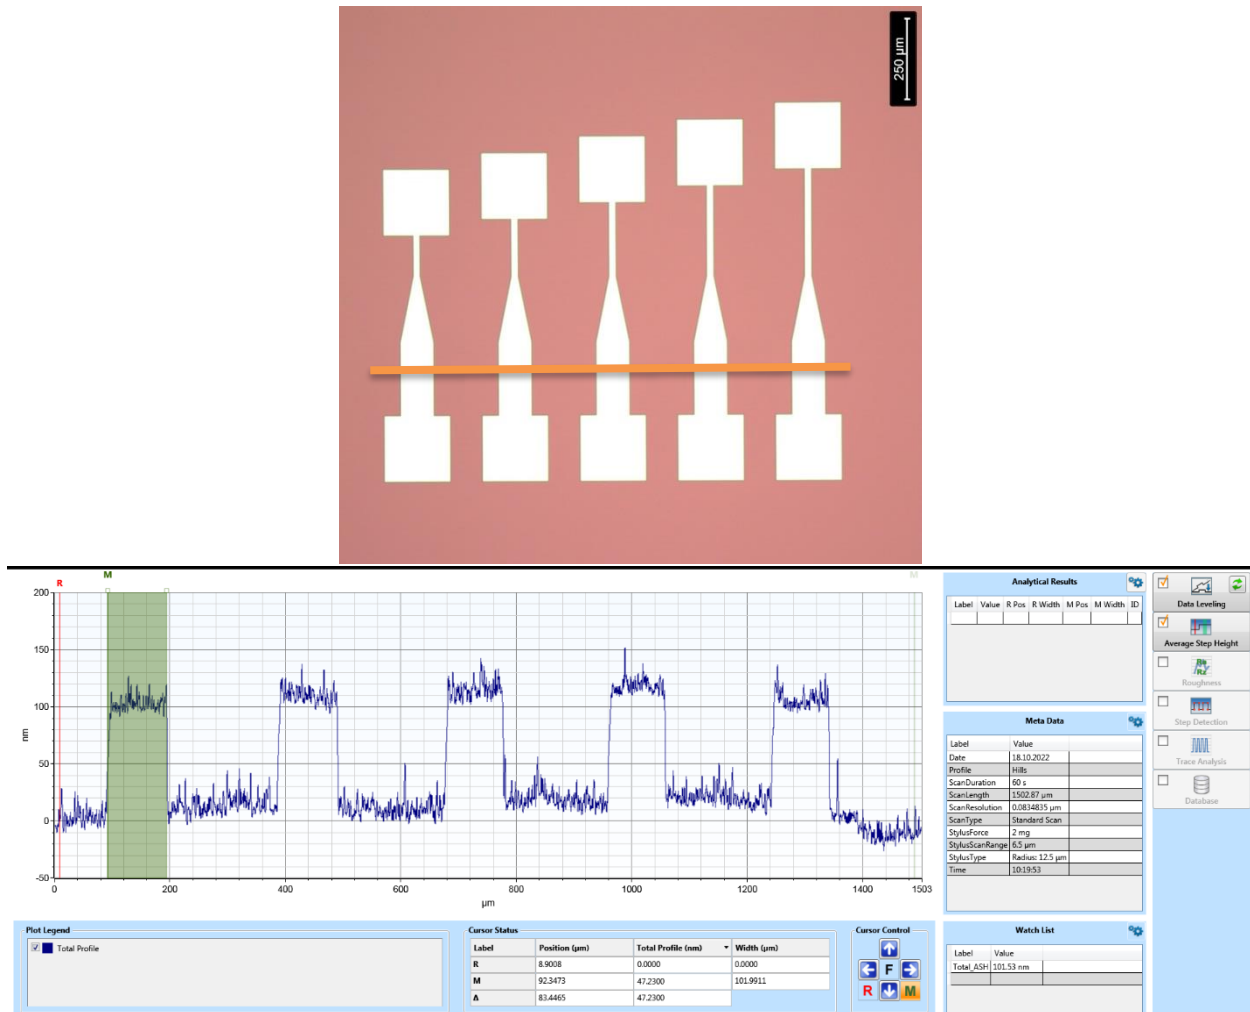 250 µm
R
M
M
200
150
100
50
0
-50
nm
0 200 400 600 800 1000 1200 1400 1503
µm
Analytical Results
Label Value R Pos R Width M Pos M Width ID
Meta Data
Label Value
Date 18.10.2022
Profile Hills
ScanDuration 60 s
ScanLength 1502.87 µm
ScanResolution 0.0834835 µm
ScanType Standard Scan
StylusForce 2 mg
StylusScanRange 6.5 µm
StylusType Radius: 12.5 µm
Time 10:19:53
Data Leveling
Average Step Height
Roughness
Step Detection
Trace Analysis
Database
Plot Legend
Total Profile
Cursor Status
Label Position (µm) Total Profile (nm) Width (µm)
R 8.9008 0.0000 0.0000
M 92.3473 47.2300 101.9911
Δ 83.4465 47.2300
Cursor Control
F
R M
Watch List
Label Value
Total_ASH 101.53 nm